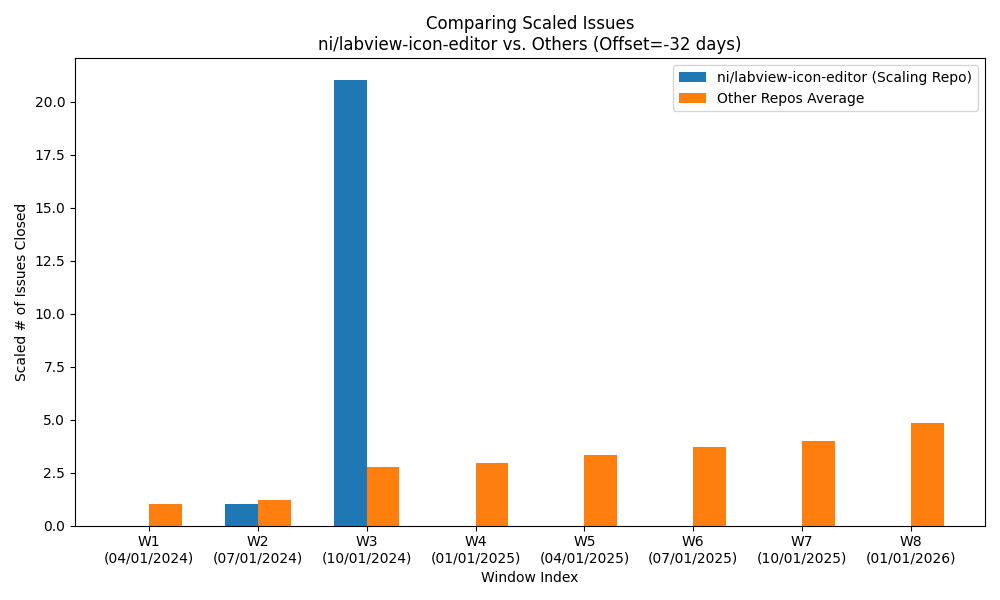 Comparing Scaled Issues
ni/labview-icon-editor vs. Others (Offset=-32 days)
ni/labview-icon-editor (Scaling Repo)
Other Repos Average
Scaled # of Issues Closed
20.0
17.5
15.0
12.5
10.0
7.5
5.0
2.5
0.0
W1
(04/01/2024)
W2
(07/01/2024)
W3
(10/01/2024)
W4
(01/01/2025)
W5
(04/01/2025)
W6
(07/01/2025)
W7
(10/01/2025)
W8
(01/01/2026)
Window Index